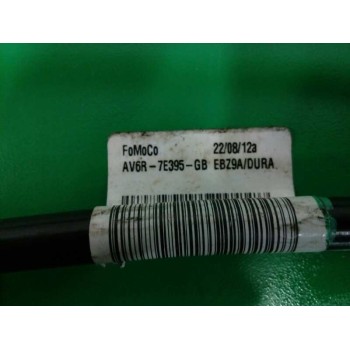 FoMoCo 22/08/12a
AV6R-7E395-GB EBZ9A/DURA